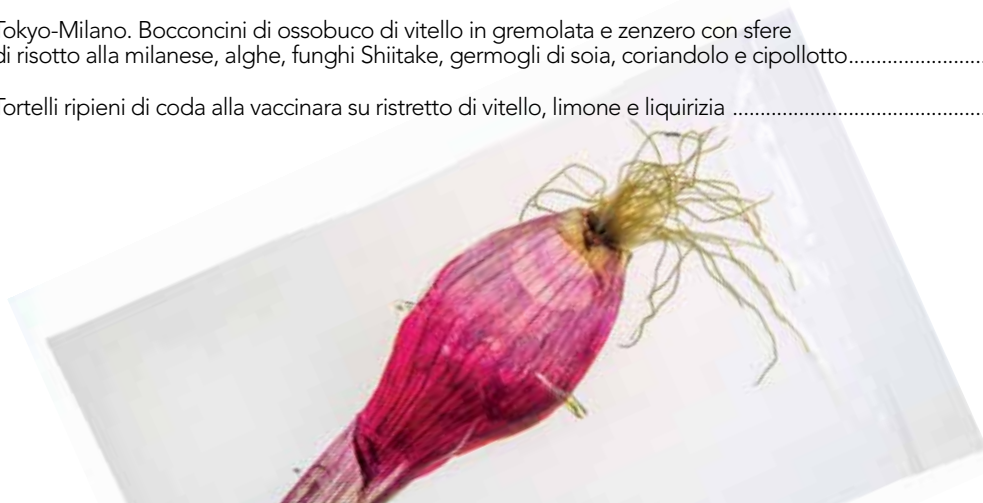 Tokyo-Milano. Bocconcini di ossobuco di vitello in gremolata e zenzero con sfere
di risotto alla milanese, alghe, funghi Shiitake, germogli di soia, coriandolo e cipollotto.......................
Tortelli ripieni di coda alla vaccinara su ristretto di vitello, limone e liquirizia ...........................................